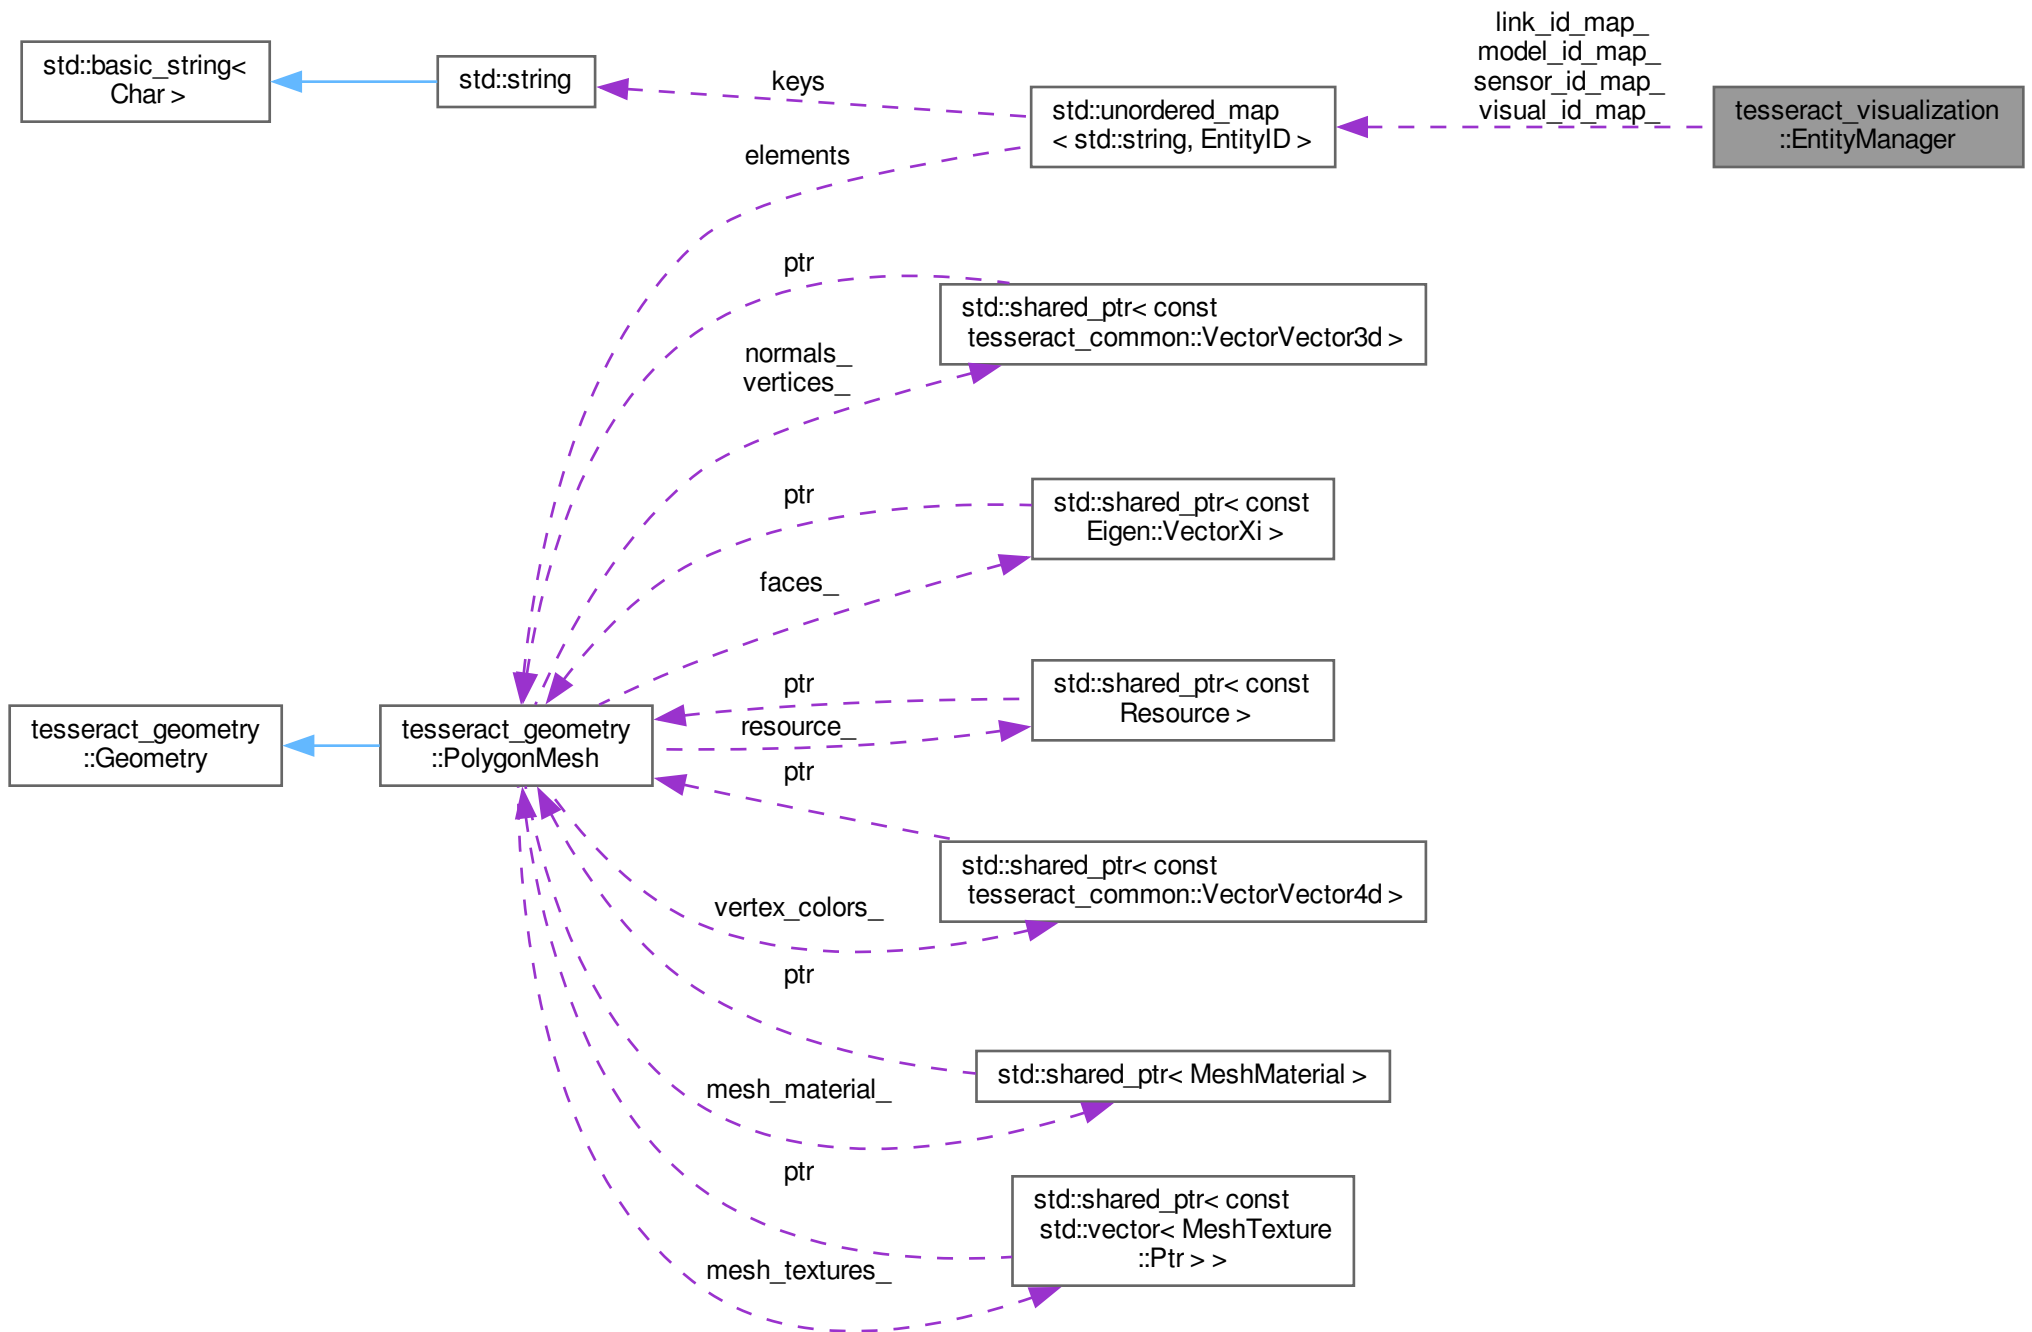 link_id_map_
model_id_map_
sensor_id_map_
visual_id_map_
std::basic_string<
Char >
std::string
keys
std::unordered_map
< std::string, EntityID >
tesseract_visualization
::EntityManager
elements
ptr
std::shared_ptr< const
tesseract_common::VectorVector3d >
normals_
vertices_
ptr
std::shared_ptr< const
Eigen::VectorXi >
faces_
ptr
std::shared_ptr< const
Resource >
resource_
tesseract_geometry
::Geometry
tesseract_geometry
::PolygonMesh
ptr
std::shared_ptr< const
tesseract_common::VectorVector4d >
vertex_colors_
ptr
std::shared_ptr< MeshMaterial >
mesh_material_
ptr
std::shared_ptr< const
std::vector< MeshTexture
::Ptr > >
mesh_textures_